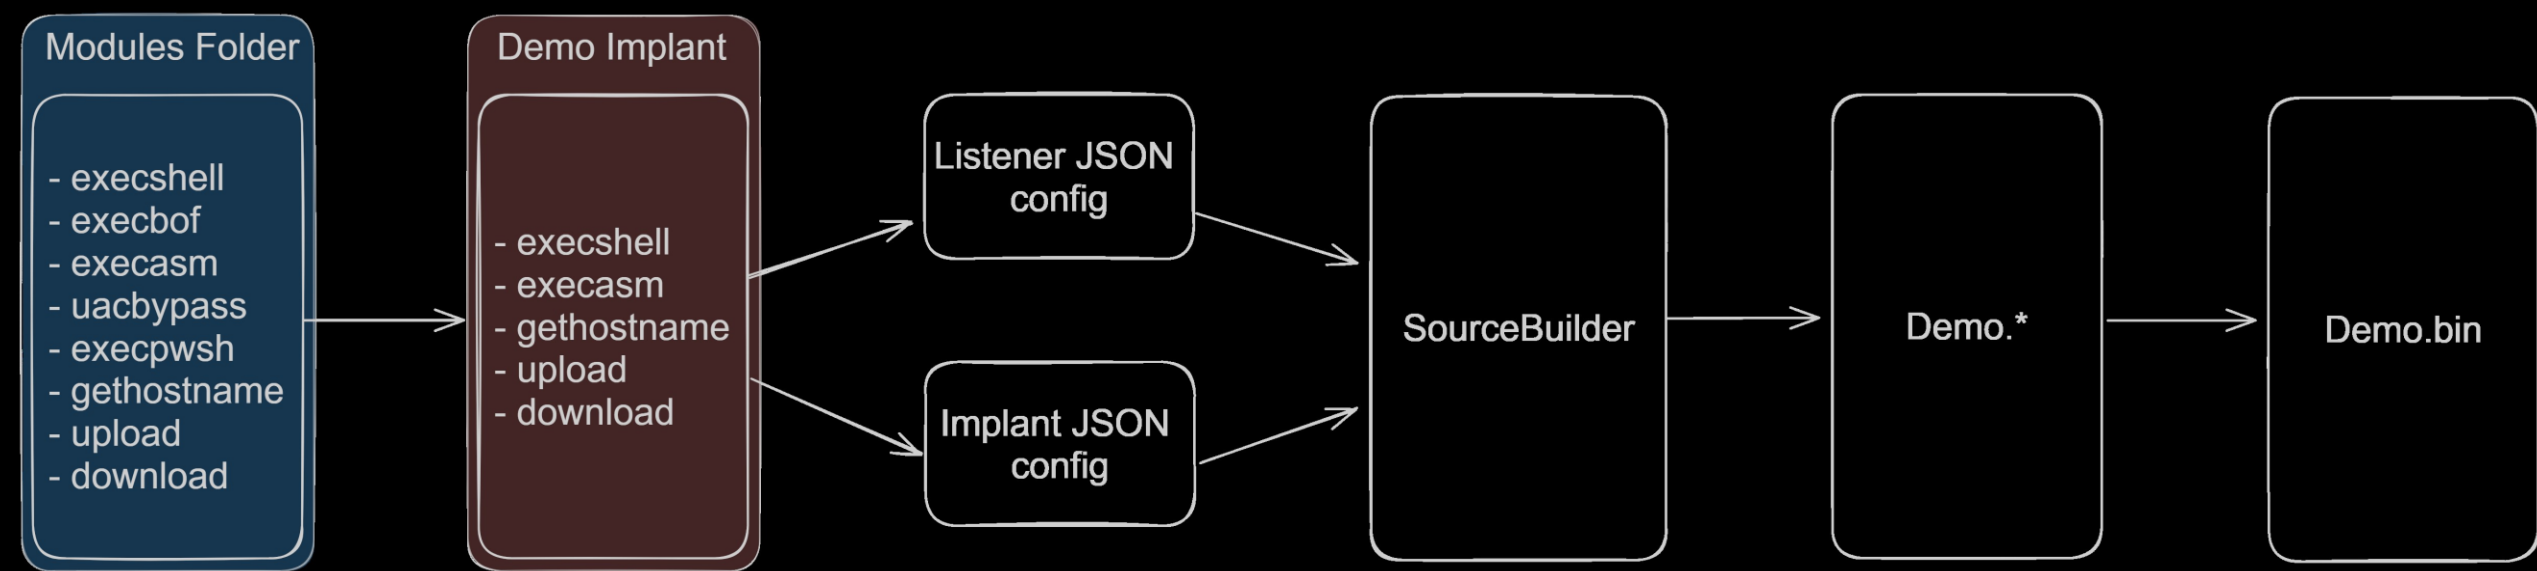 Modules Folder
- execshell
- execbof
- execasm
- uacbypass
- execpwsh
- gethostname
- upload
- download
Demo Implant
- execshell
- execasm
- gethostname
- upload
- download
Listener JSON
config
Implant JSON
config
SourceBuilder
Demo.*
Demo.bin